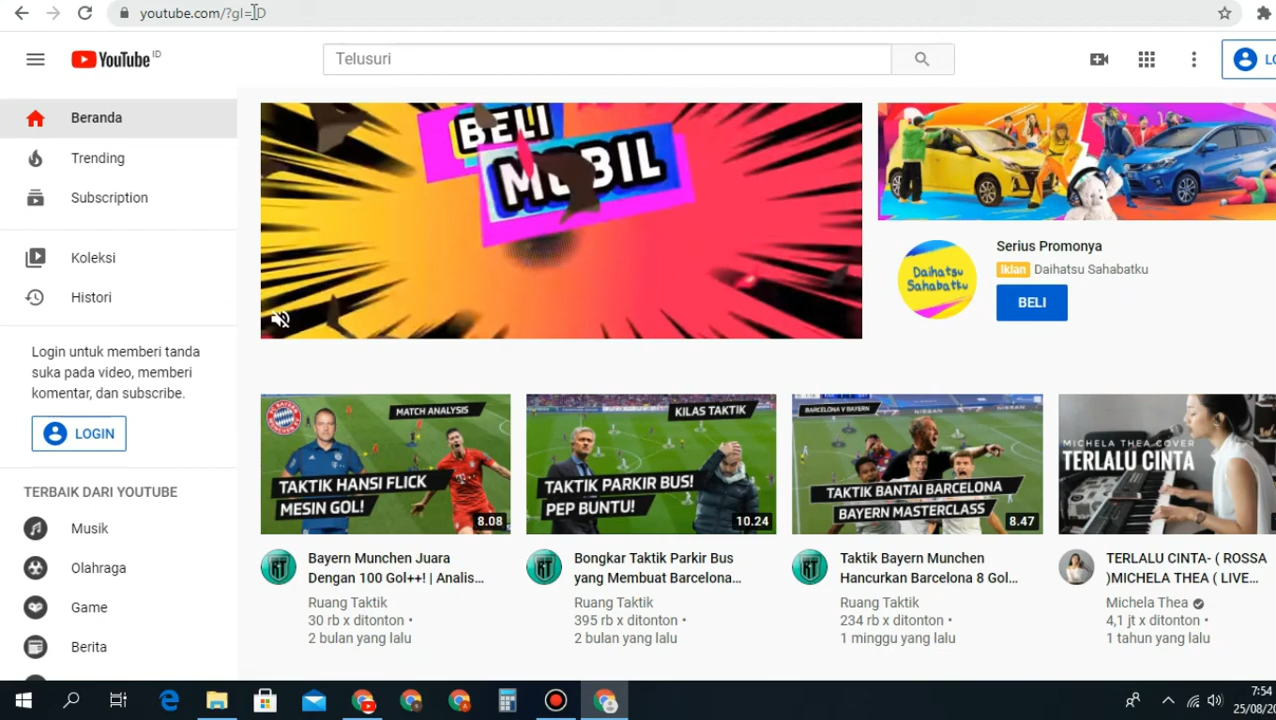 youtube.com/?gl=ID
YouTube ID
Telusuri
LO
Beranda
Trending
Subscription
Koleksi
Histori
Login untuk memberi tanda
suka pada video, memberi
komentar, dan subscribe.
LOGIN
TERBAIK DARI YOUTUBE
Musik
Olahraga
Game
Berita
BELI
MOBIL
Daihatsu
Sahabatku
Serius Promonya
Iklan Daihatsu Sahabatku
BELI
MATCH ANALYSIS
TAKTIK HANSI FLICK
MESIN GOL!
8.08
Bayern Munchen Juara
Dengan 100 Gol++! | Analis...
Ruang Taktik
30 rb x ditonton •
2 bulan yang lalu
KILAS TAKTIK
TAKTIK PARKIR BUS!
PEP BUNTU!
10.24
Bongkar Taktik Parkir Bus
yang Membuat Barcelona...
Ruang Taktik
395 rb x ditonton •
2 bulan yang lalu
BARCELONA V BAYERN
NISSAN
NISSAN
TAKTIK BANTAI BARCELONA
BAYERN MASTERCLASS
8.47
Taktik Bayern Munchen
Hancurkan Barcelona 8 Gol...
Ruang Taktik
234 rb x ditonton •
1 minggu yang lalu
MICHELA THEA COVER
TERLALU CINTA
TERLALU CINTA- ( ROSSA
)MICHELA THEA ( LIVE...
Michela Thea
4,1 jt x ditonton •
1 tahun yang lalu
7:54
25/08/20